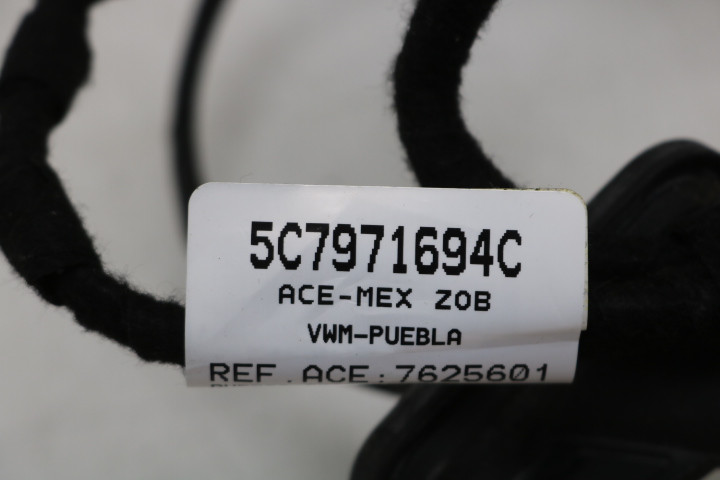 5C7971694C
ACE-MEX ZOB
VWM-PUEBLA
REF.ACE:7625601